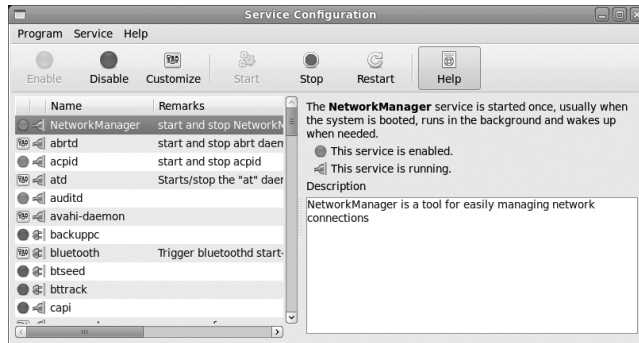 Service Configuration
Program Service Help
Enable Disable Customize Start Stop Restart Help
Name Remarks
NetworkManager start and stop NetworkM
abrtd start and stop abrt daem
acpid start and stop acpid
atd Starts/stop the "at" daem
auditd
avahi-daemon
backuppc
bluetooth Trigger bluetoothd start-
btseed
bttrack
capi
The NetworkManager service is started once, usually when
the system is booted, runs in the background and wakes up
when needed.
This service is enabled.
This service is running.
Description
NetworkManager is a tool for easily managing network
connections